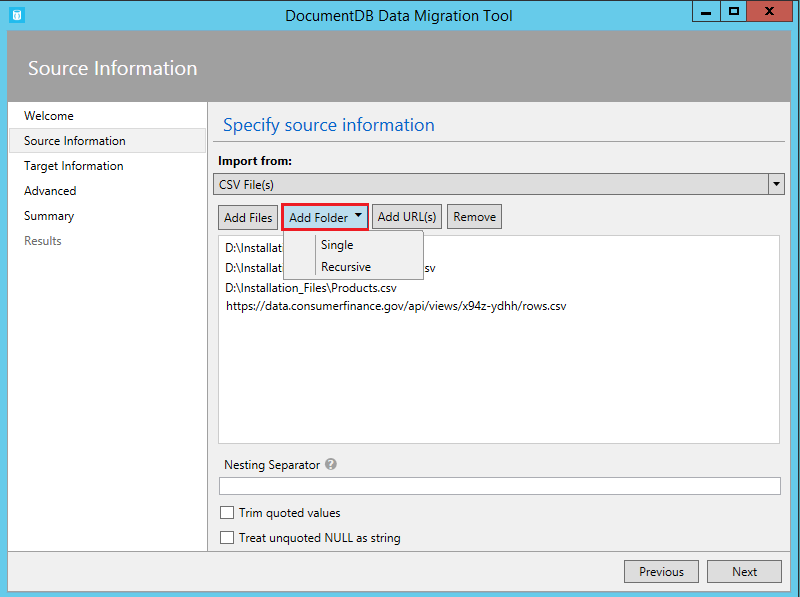 DocumentDB Data Migration Tool
Source Information
Welcome
Source Information
Target Information
Advanced
Summary
Results
Specify source information
Import from:
CSV File(s)
Add Files Add Folder Add URL(s) Remove
Single
Recursive
D:\Installati
D:\Installati sv
D:\Installation_Files\Products.csv
https://data.consumerfinance.gov/api/views/x94z-ydhh/rows.csv
Nesting Separator ?
Trim quoted values
Treat unquoted NULL as string
Previous Next